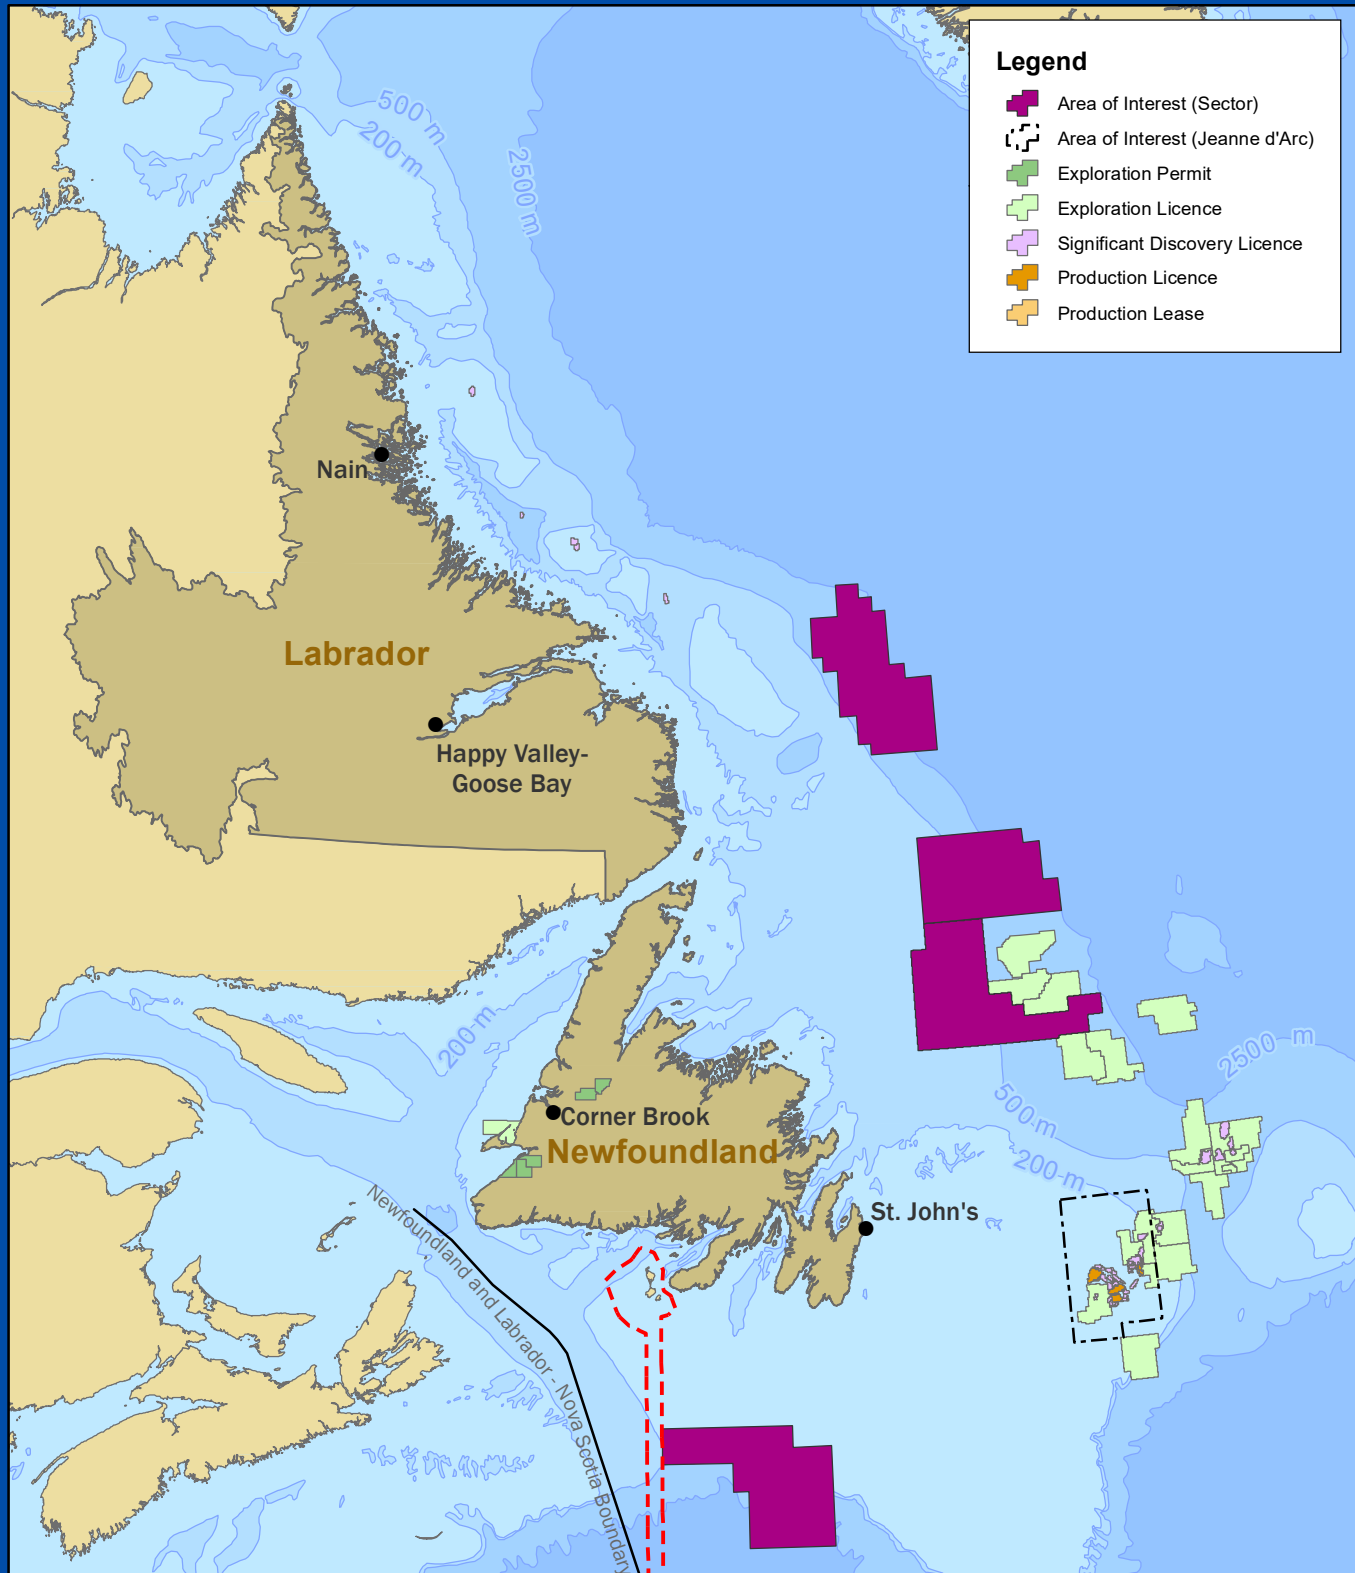 Legend
Area of Interest (Sector)
Area of Interest (Jeanne d'Arc)
Exploration Permit
Exploration Licence
Significant Discovery Licence
Production Licence
Production Lease
500 m
200 m
2500 m
Nain
Labrador
Happy Valley-
Goose Bay
200 m
2500 m
500 m
Corner Brook
Newfoundland
200 m
St. John's
Newfoundland and Labrador - Nova Scotia Boundary